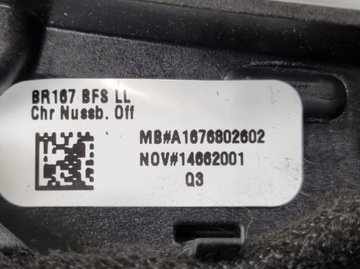 BR167 BFS LL
Chr Nussb. Off
MB#A1676802602
NOV#14662001
Q3